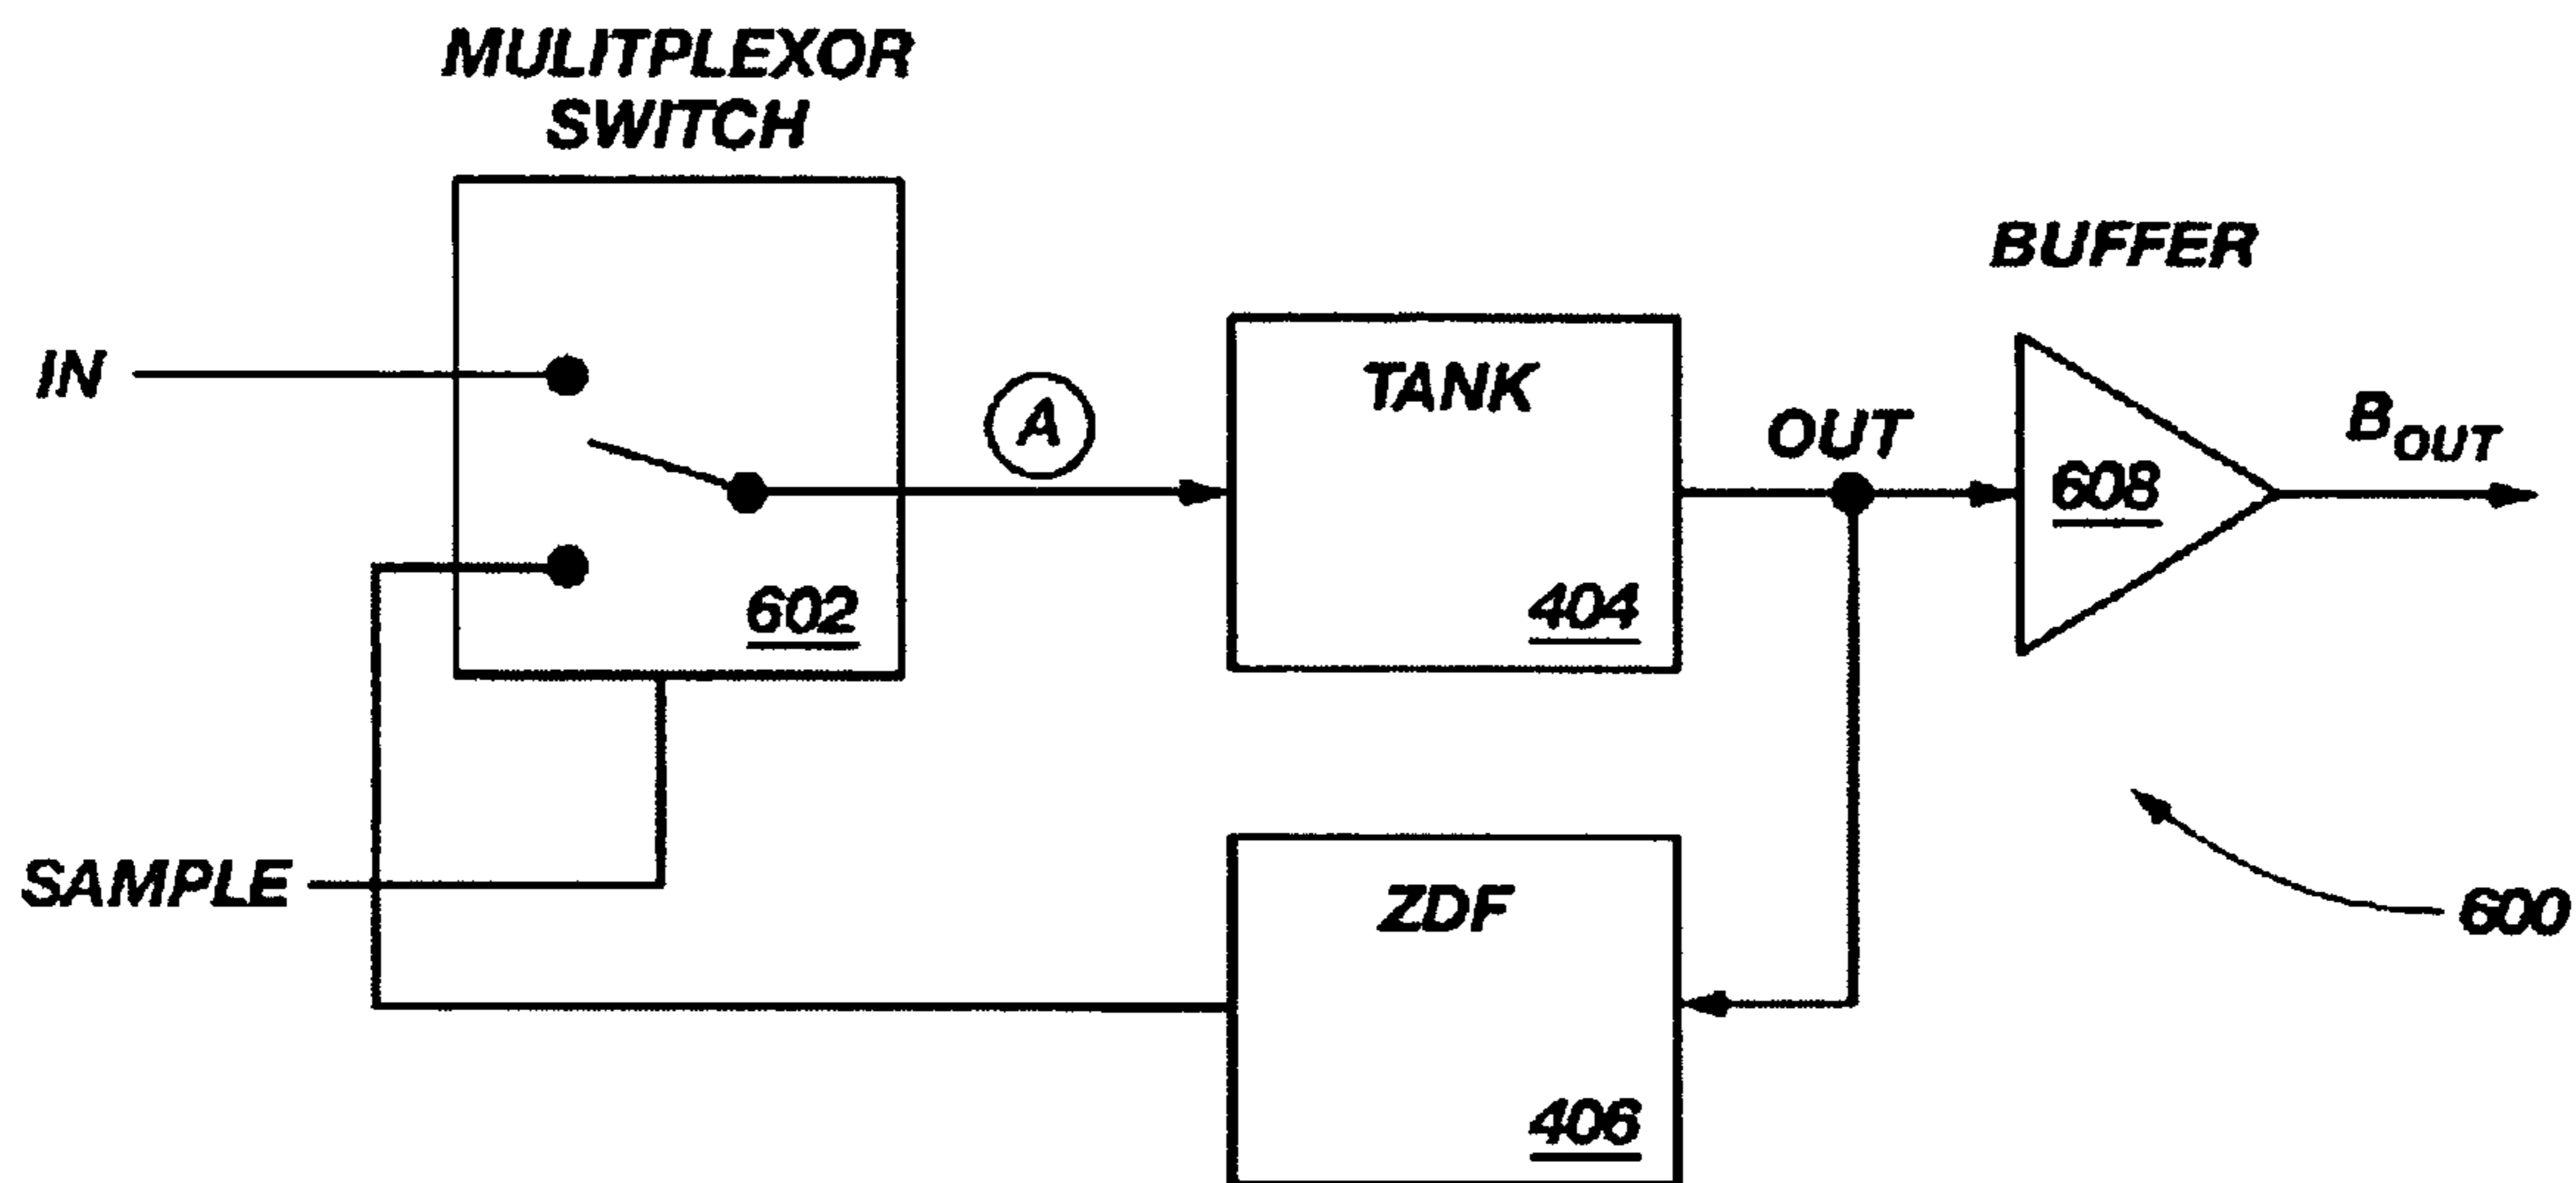 MULITPLEXOR
SWITCH
BUFFER
IN
A
TANK
OUT
B_OUT
608
602
404
SAMPLE
ZDF
600
406